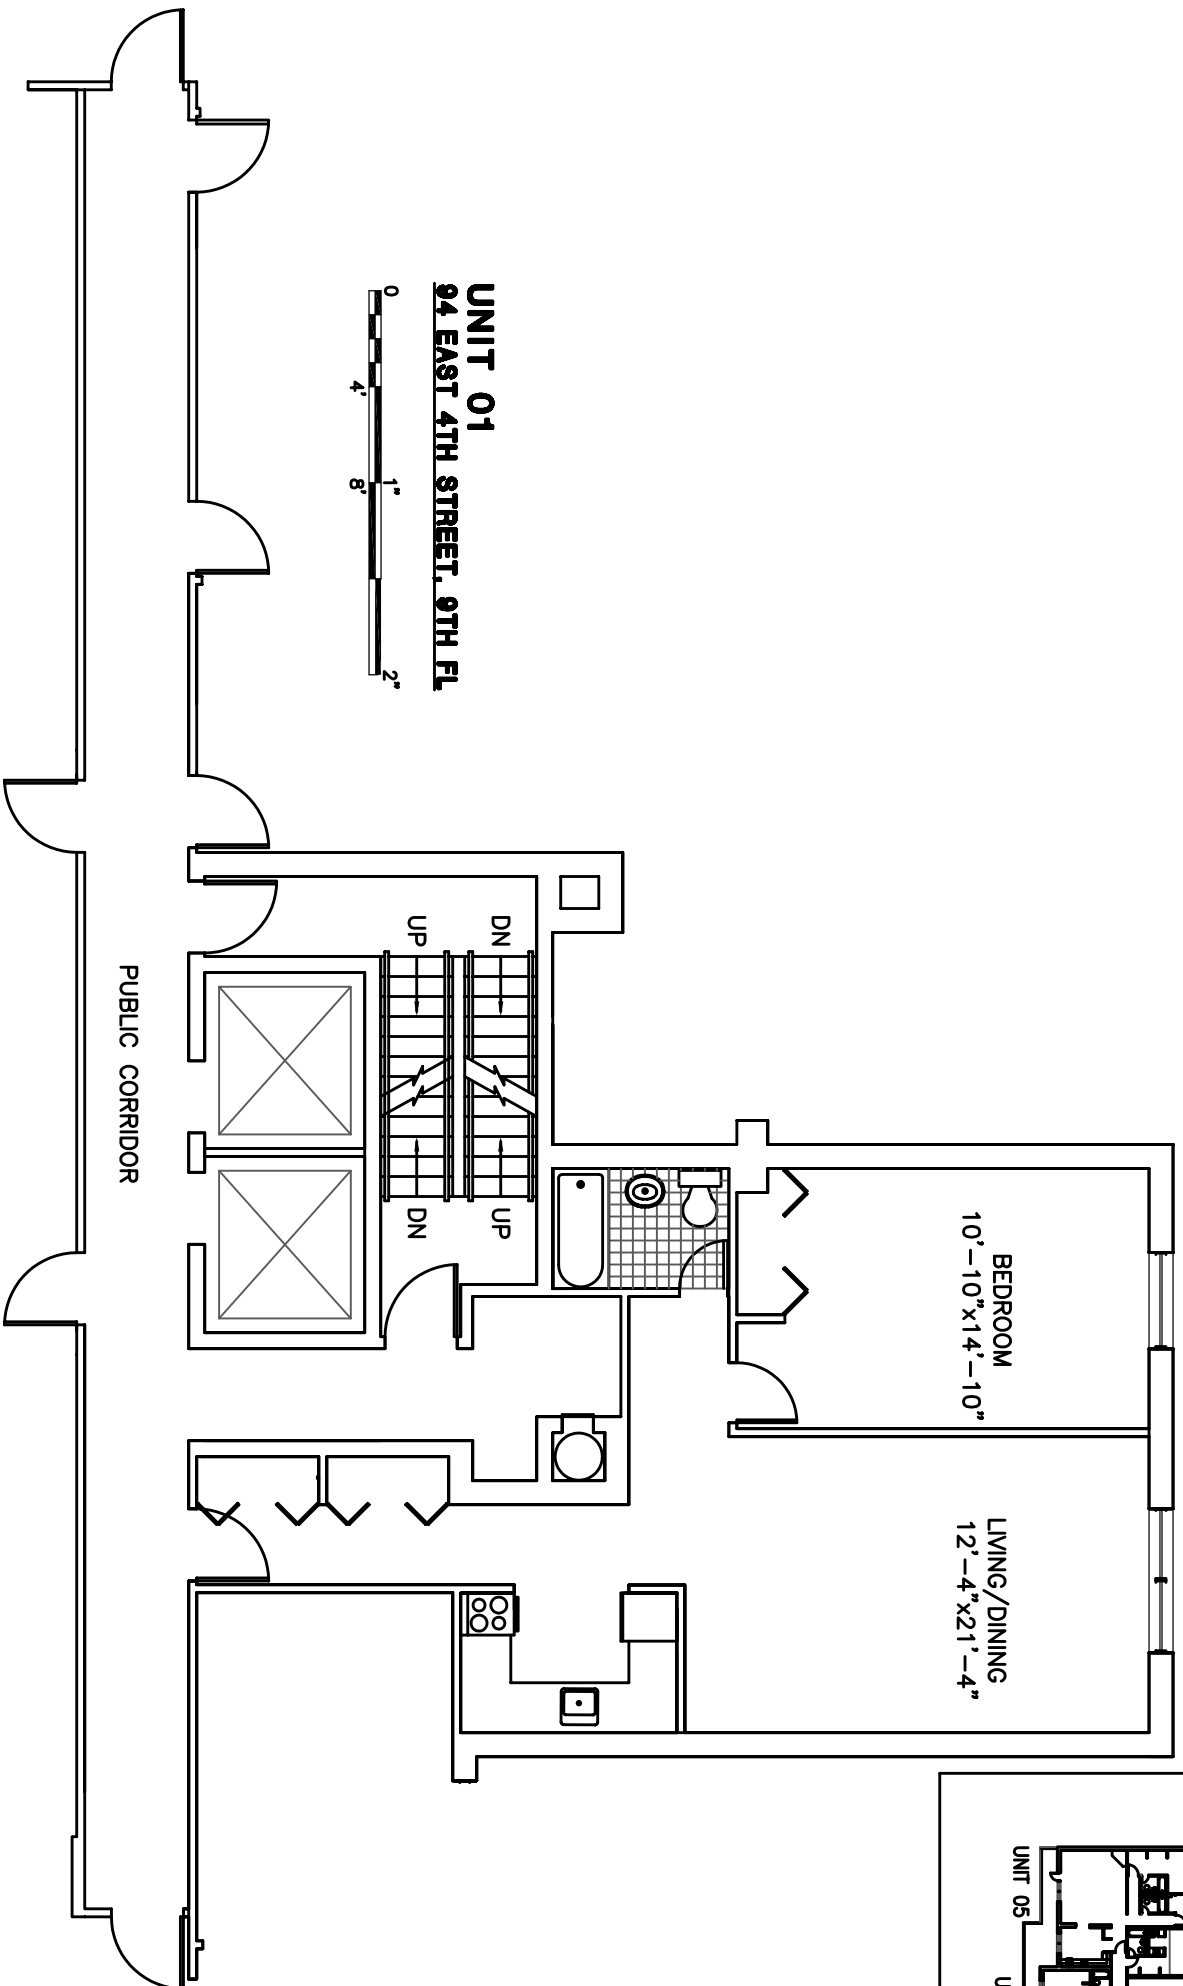 UNIT 01
94 EAST 4TH STREET, 9TH FL
0 1" 2"
4' 8'
BEDROOM
10'-10"x14'-10"
LIVING/DINING
12'-4"x21'-4"
DN
UP
UP
DN
PUBLIC CORRIDOR
UNIT 05
U